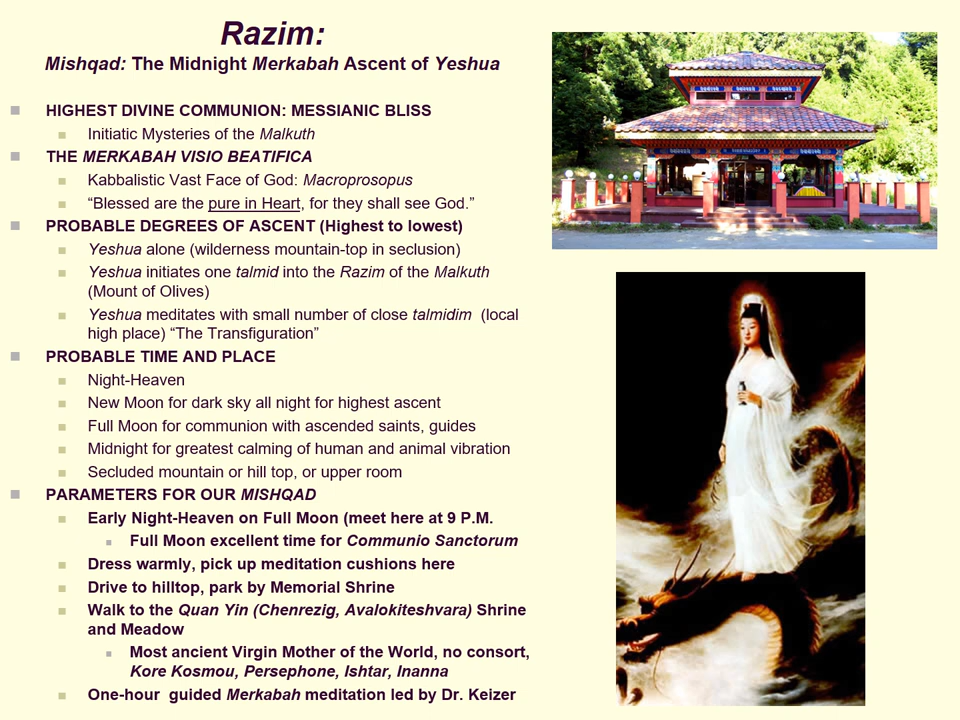 Razim:
Mishqad: The Midnight Merkabah Ascent of Yeshua
HIGHEST DIVINE COMMUNION: MESSIANIC BLISS
Initiatic Mysteries of the Malkuth
THE MERKABAH VISIO BEATIFICA
Kabbalistic Vast Face of God: Macroprosopus
“Blessed are the pure in Heart, for they shall see God.”
PROBABLE DEGREES OF ASCENT (Highest to lowest)
Yeshua alone (wilderness mountain-top in seclusion)
Yeshua initiates one talmid into the Razim of the Malkuth
(Mount of Olives)
Yeshua meditates with small number of close talmidim (local
high place) “The Transfiguration”
PROBABLE TIME AND PLACE
Night-Heaven
New Moon for dark sky all night for highest ascent
Full Moon for communion with ascended saints, guides
Midnight for greatest calming of human and animal vibration
Secluded mountain or hill top, or upper room
PARAMETERS FOR OUR MISHQAD
Early Night-Heaven on Full Moon (meet here at 9 P.M.
Full Moon excellent time for Communio Sanctorum
Dress warmly, pick up meditation cushions here
Drive to hilltop, park by Memorial Shrine
Walk to the Quan Yin (Chenrezig, Avalokiteshvara) Shrine
and Meadow
Most ancient Virgin Mother of the World, no consort,
Kore Kosmou, Persephone, Ishtar, Inanna
One-hour guided Merkabah meditation led by Dr. Keizer